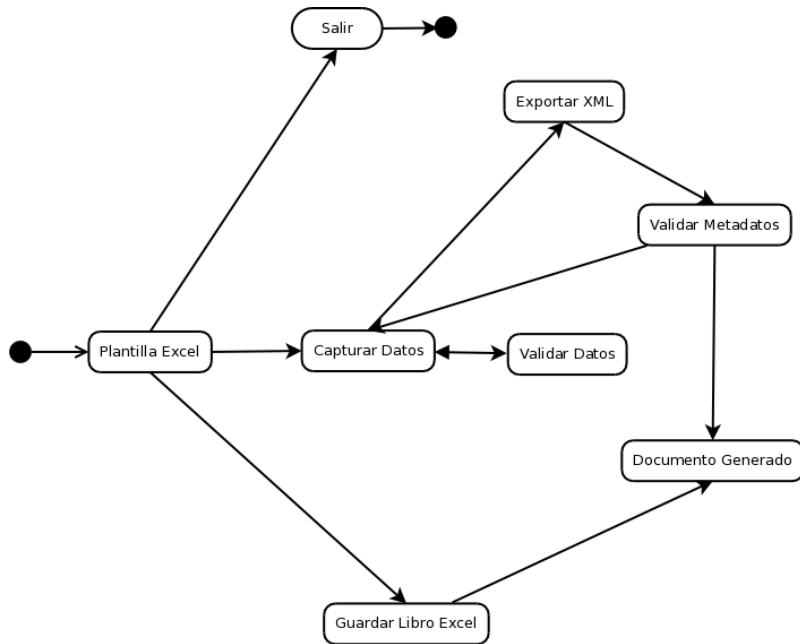 Salir
Exportar XML
Validar Metadatos
Plantilla Excel
Capturar Datos
Validar Datos
Documento Generado
Guardar Libro Excel